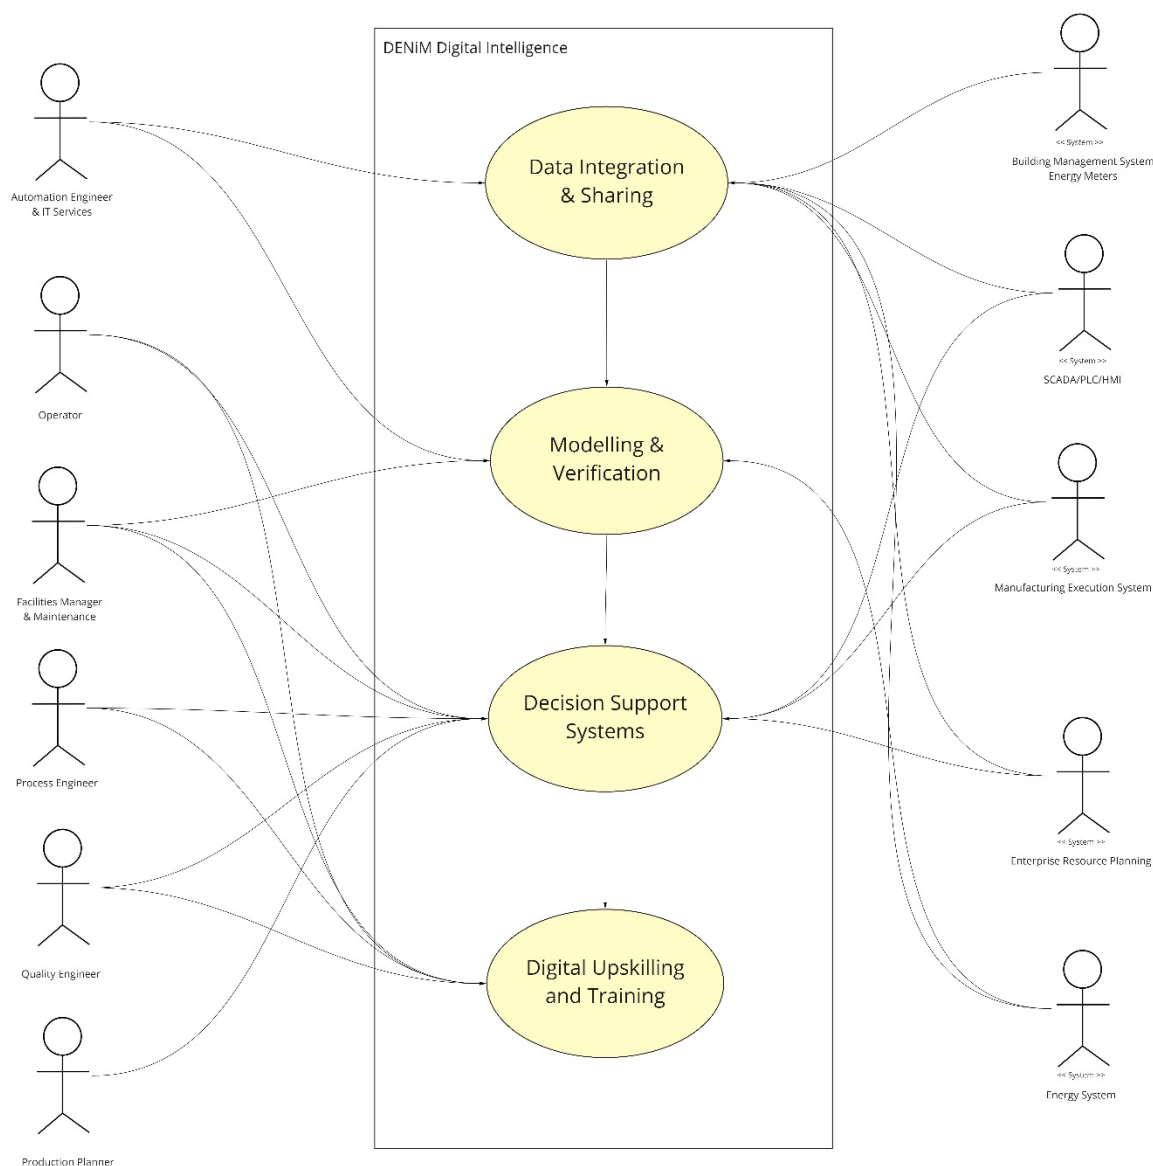 DENiM Digital Intelligence
Automation Engineer
& IT Services
Operator
Facilities Manager
& Maintenance
Process Engineer
Quality Engineer
Production Planner
Data Integration
& Sharing
Modelling &
Verification
Decision Support
Systems
Digital Upskilling
and Training
<< System >>
Building Management System
Energy Meters
<< System >>
SCADA/PLC/HMI
<< System >>
Manufacturing Execution System
<< System >>
Enterprise Resource Planning
<< System >>
Energy System